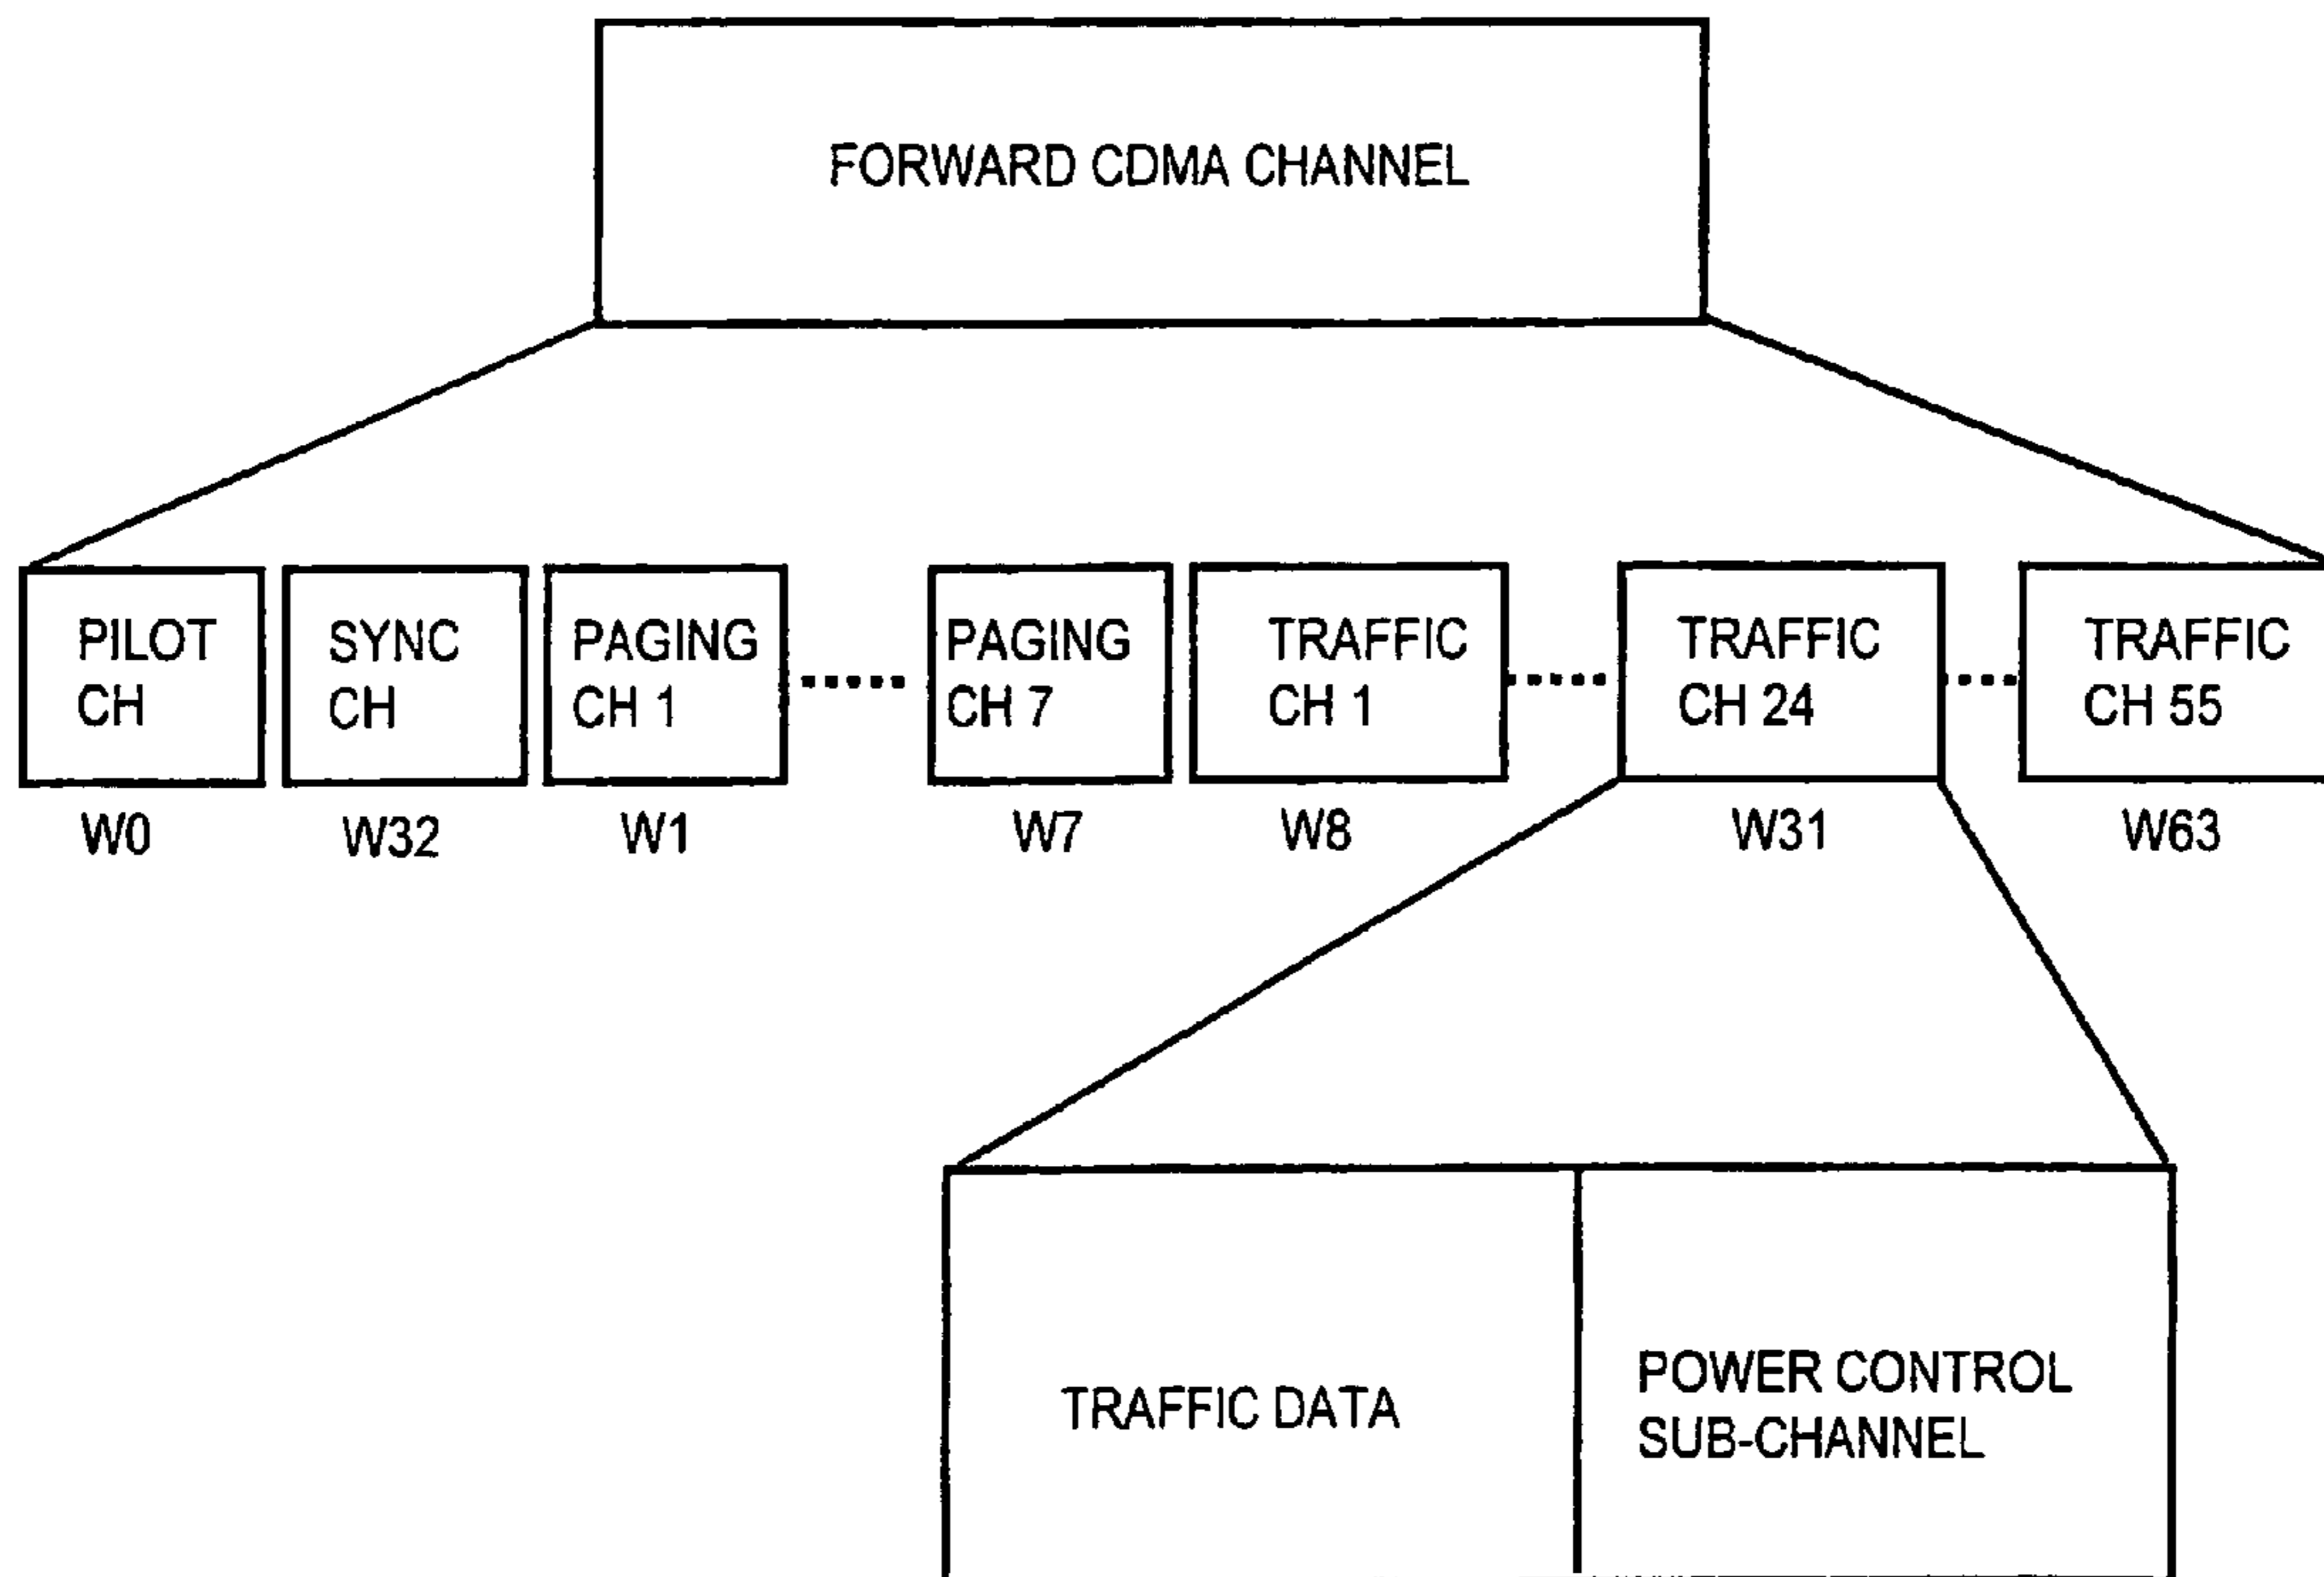 FORWARD CDMA CHANNEL
PILOT
CH
SYNC
CH
PAGING
CH 1
PAGING
CH 7
TRAFFIC
CH 1
TRAFFIC
CH 24
TRAFFIC
CH 55
W0
W32
W1
W7
W8
W31
W63
TRAFFIC DATA
POWER CONTROL
SUB-CHANNEL